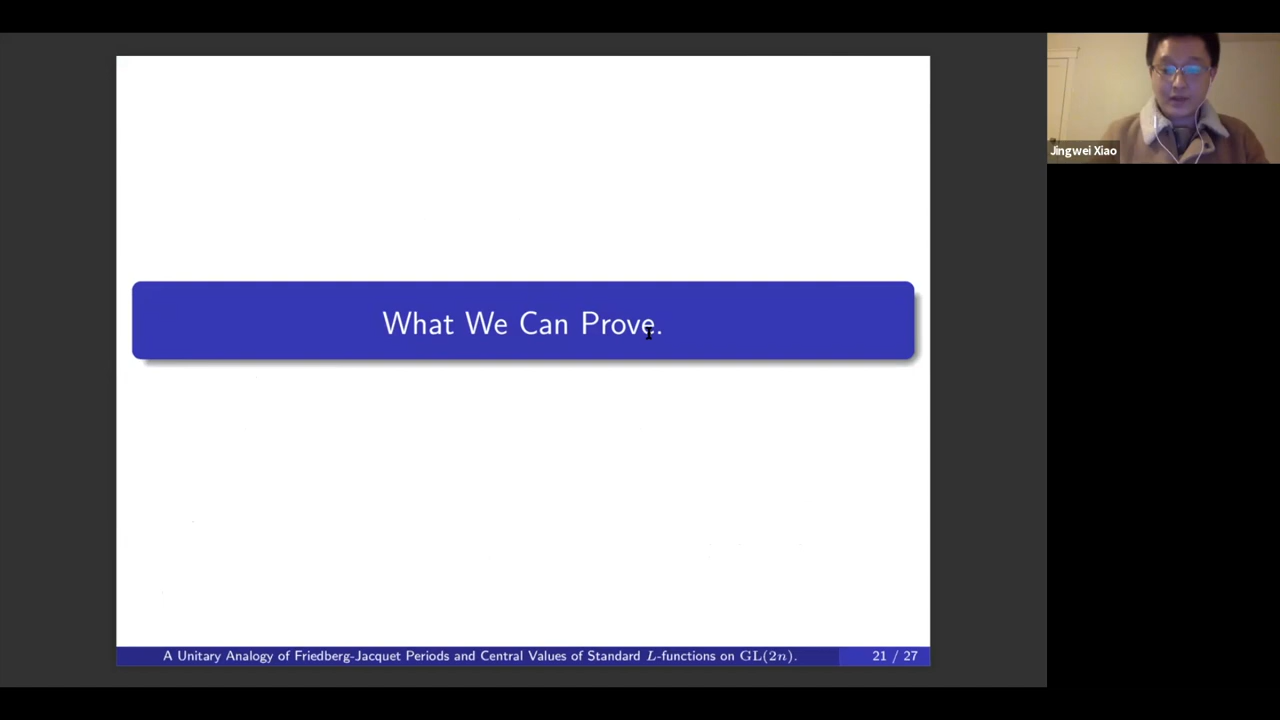 What We Can Prove.
A Unitary Analogy of Friedberg-Jacquet Periods and Central Values of Standard L-functions on GL(2n). 21 / 27
Jingwei Xiao